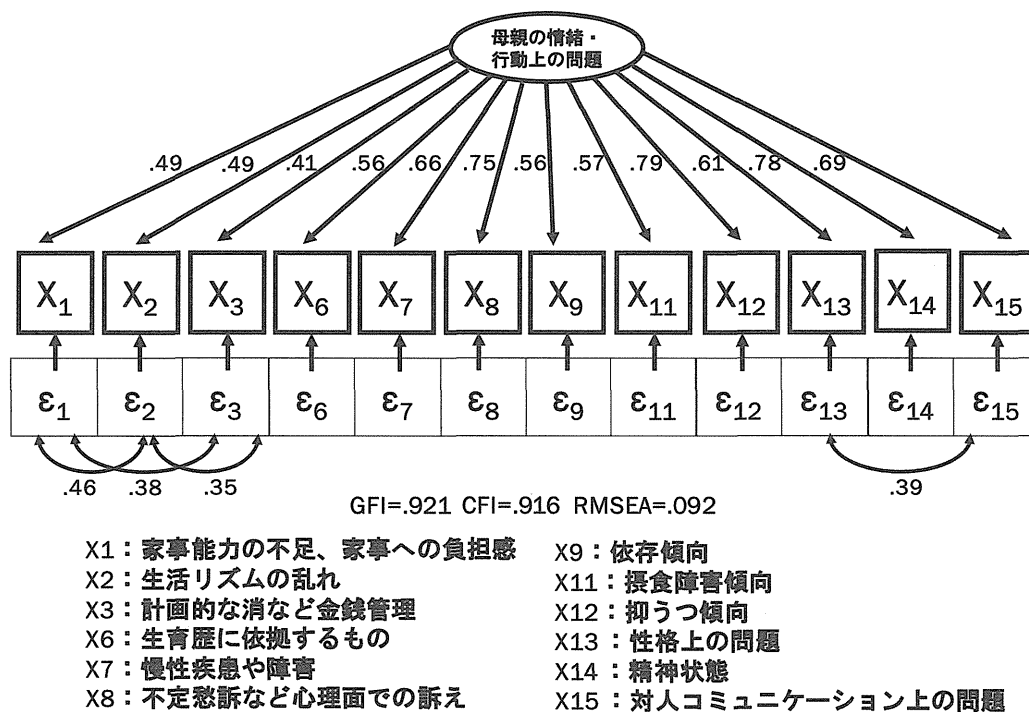 母親の情緒・
行動上の問題
.49 .49 .41 .56 .66 .75 .56 .57 .79 .61 .78 .69
X1 X2 X3 X6 X7 X8 X9 X11 X12 X13 X14 X15
ε1 ε2 ε3 ε6 ε7 ε8 ε9 ε11 ε12 ε13 ε14 ε15
.46 .38 .35 .39
GFI=.921 CFI=.916 RMSEA=.092
X1：家事能力の不足、家事への負担感
X2：生活リズムの乱れ
X3：計画的な消など金銭管理
X6：生育歴に依拠するもの
X7：慢性疾患や障害
X8：不定愁訴など心理面での訴え
X9：依存傾向
X11：摂食障害傾向
X12：抑うつ傾向
X13：性格上の問題
X14：精神状態
X15：対人コミュニケーション上の問題